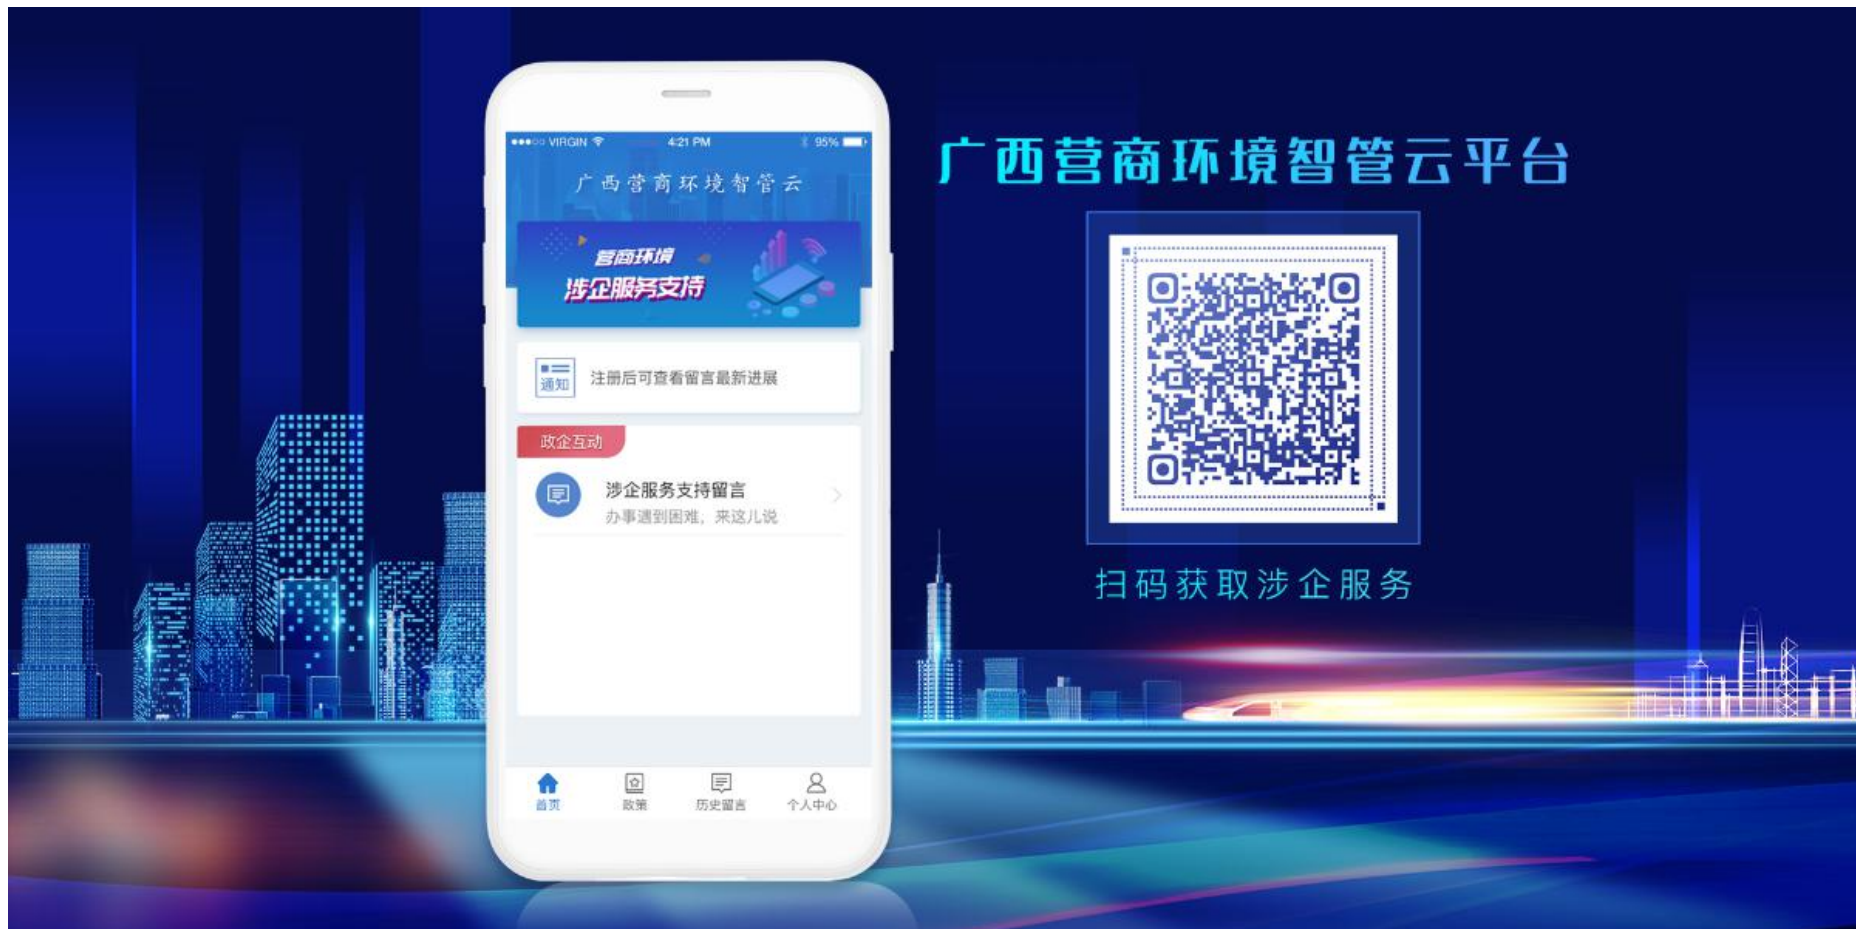 VIRGIN
4:21 PM
95%
广西营商环境智管云
营商环境
涉企服务支持
通知
注册后可查看留言最新进展
政企互动
涉企服务支持留言
办事遇到困难，来这儿说
首页
政策
历史留言
个人中心
广西营商环境智管云平台
扫码获取涉企服务